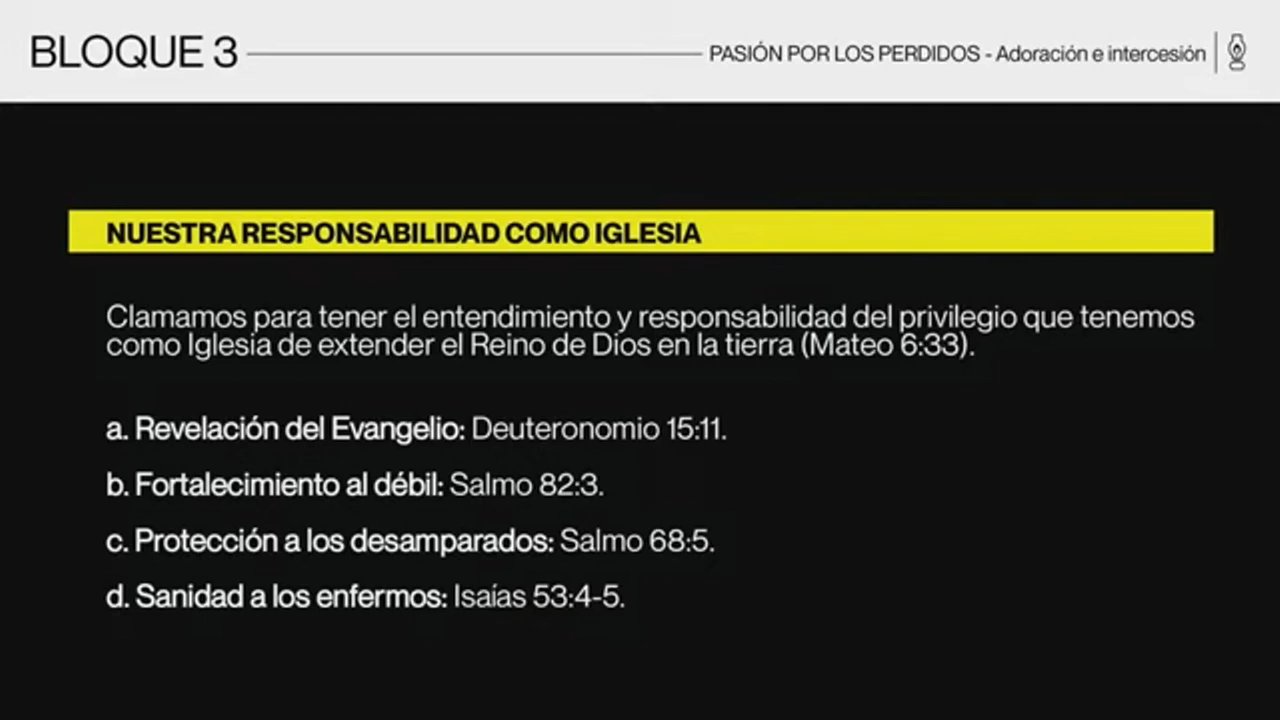 BLOQUE 3
PASIÓN POR LOS PERDIDOS - Adoración e intercesión
NUESTRA RESPONSABILIDAD COMO IGLESIA
Clamamos para tener el entendimiento y responsabilidad del privilegio que tenemos
como Iglesia de extender el Reino de Dios en la tierra (Mateo 6:33).
a. Revelación del Evangelio: Deuteronomio 15:11.
b. Fortalecimiento al débil: Salmo 82:3.
c. Protección a los desamparados: Salmo 68:5.
d. Sanidad a los enfermos: Isaías 53:4-5.